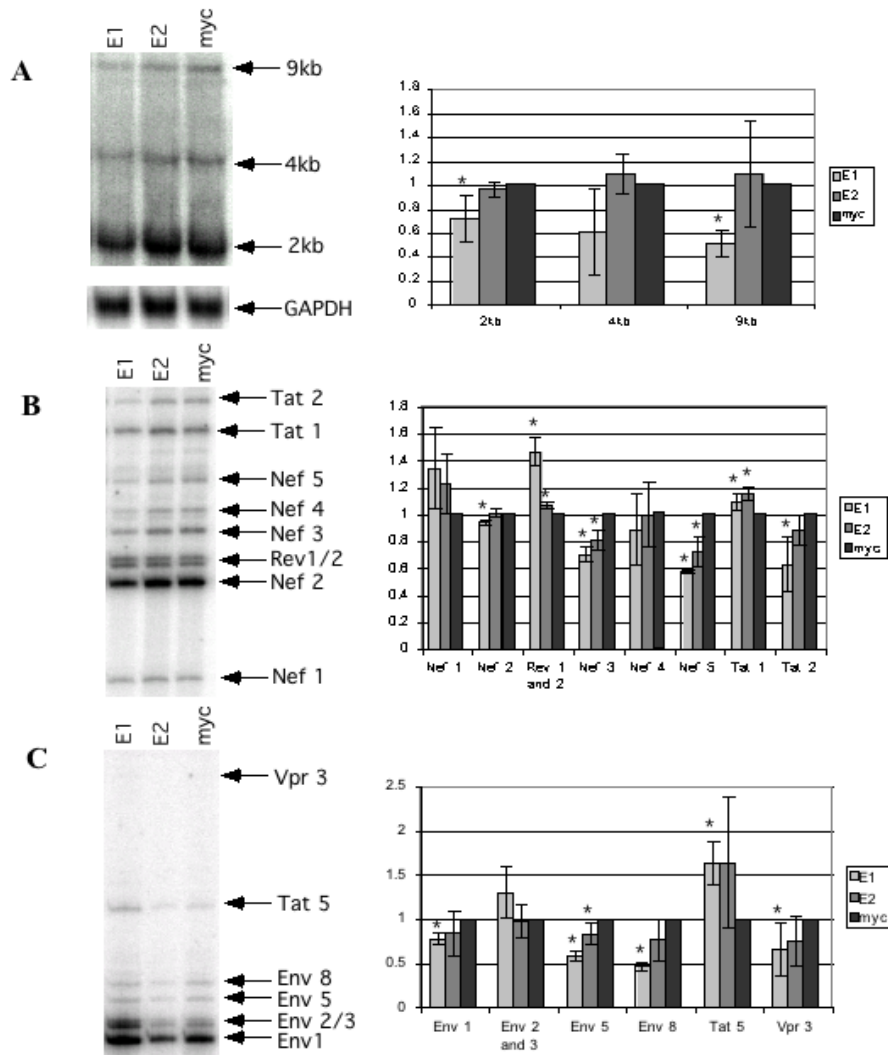 A
E1 E2 myc
9kb
4kb
2kb
GAPDH
1.8
1.6
1.4
1.2
1
0.8
0.6
0.4
0.2
0
*
*
2kb 4kb 9kb
E1
E2
myc
B
E1 E2 myc
Tat 2
Tat 1
Nef 5
Nef 4
Nef 3
Rev1/2
Nef 2
Nef 1
1.8
1.6
1.4
1.2
1
0.8
0.6
0.4
0.2
0
* * * * * * * * * *
Nef 1 Nef 2 Rev 1 and 2 Nef 3 Nef 4 Nef 5 Tat 1 Tat 2
E1
E2
myc
C
E1 E2 myc
Vpr 3
Tat 5
Env 8
Env 5
Env 2/3
Env1
2.5
2
1.5
1
0.5
0
* * * * * *
Env 1 Env 2 and 3 Env 5 Env 8 Tat 5 Vpr 3
E1
E2
myc